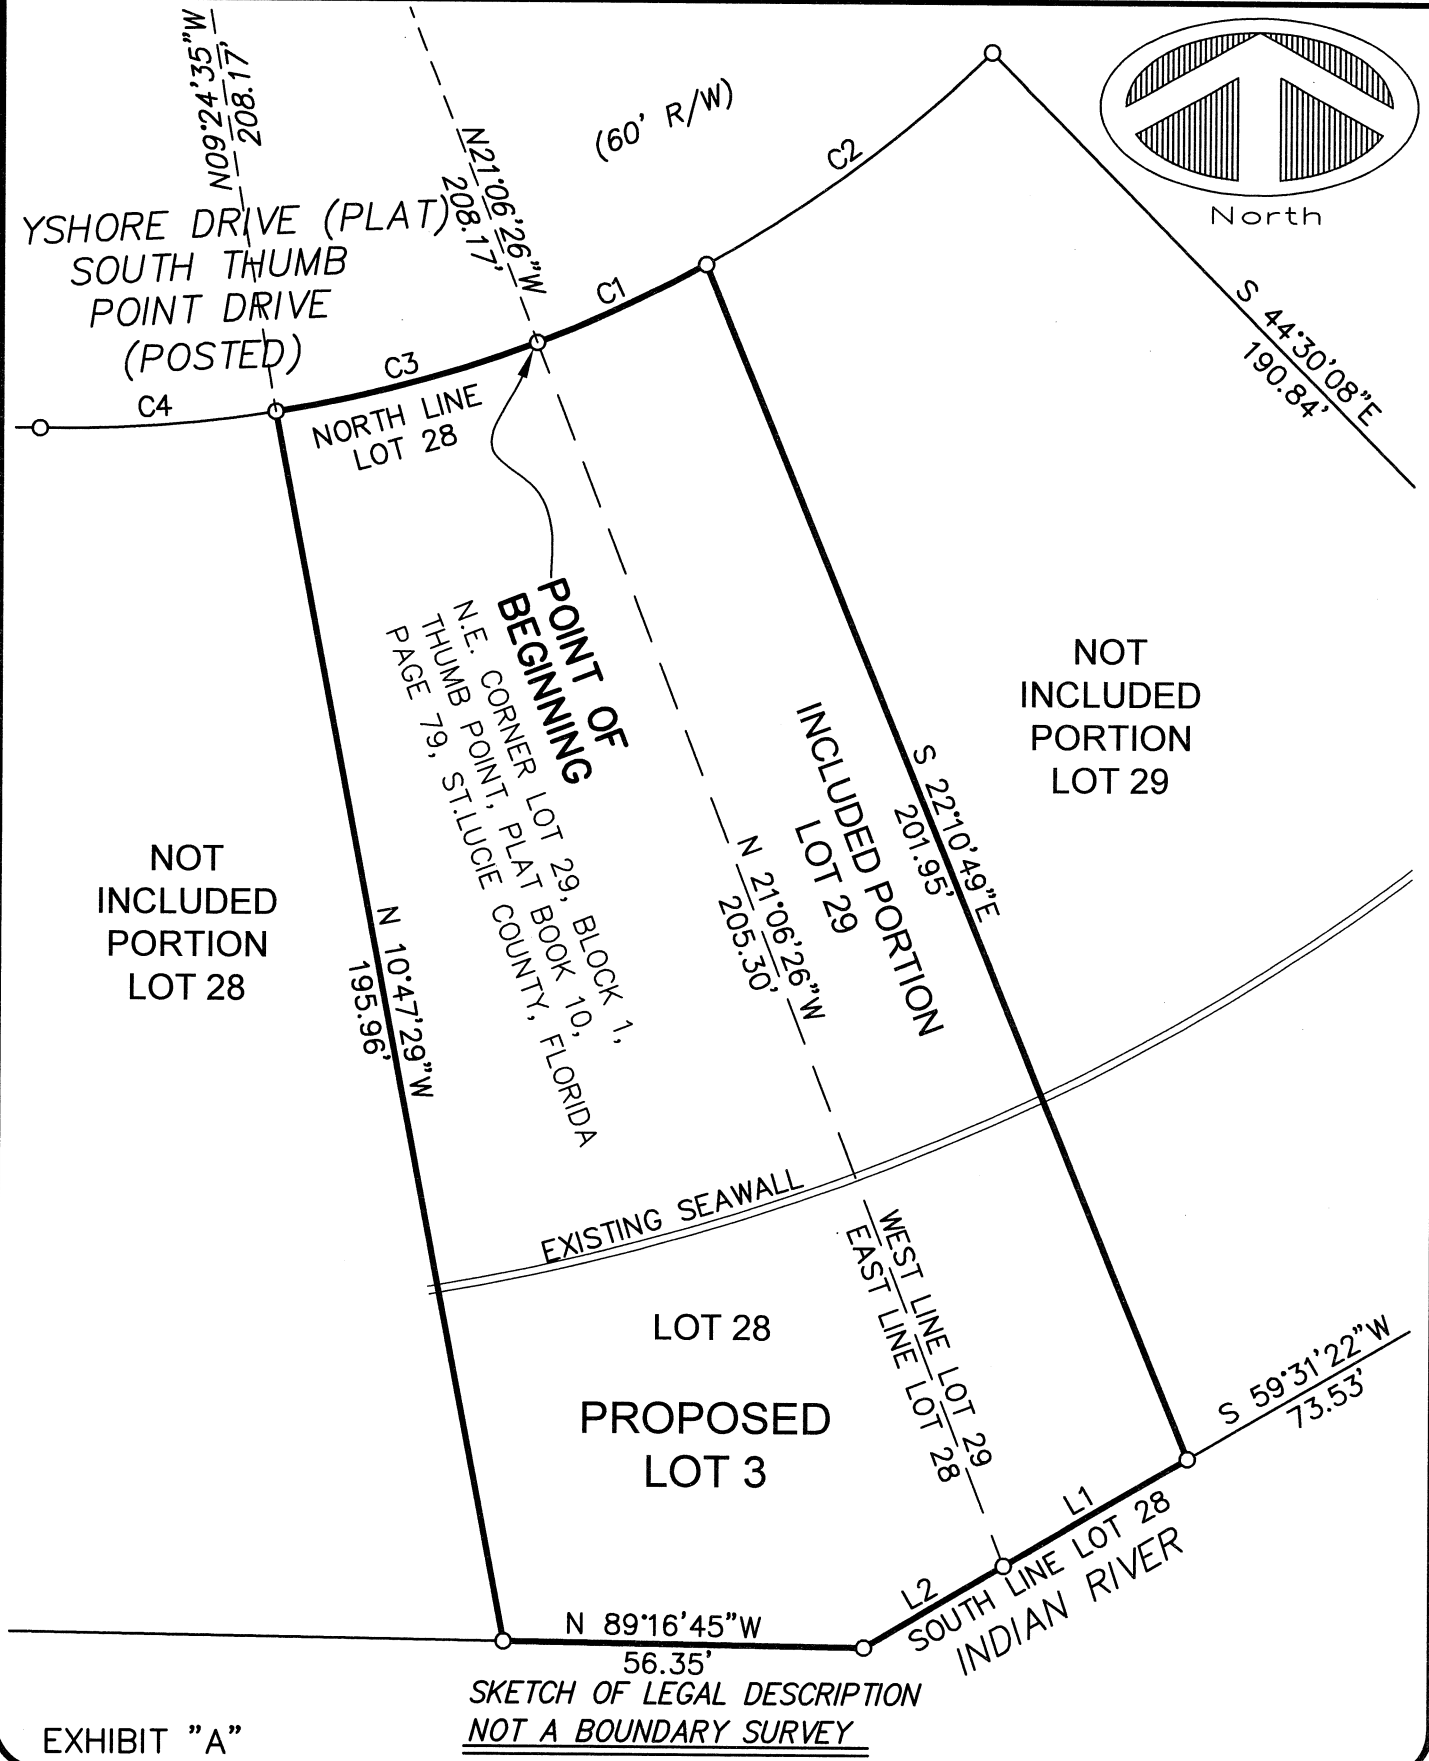 N09°24'35"W
208.17'
N21°06'26"W
208.17'
(60' R/W)
C2
North
YSHORE DRIVE (PLAT)
SOUTH THUMB
POINT DRIVE
(POSTED)
C1
C3
C4
NORTH LINE
LOT 28
S 44°30'08"E
190.84'
POINT OF
BEGINNING
N.E. CORNER LOT 29, BLOCK 1,
THUMB POINT, PLAT BOOK 10,
PAGE 79, ST.LUCIE COUNTY, FLORIDA
NOT
INCLUDED
PORTION
LOT 29
INCLUDED PORTION
LOT 29
S 22°10'49"E
201.95'
N 21°06'26"W
205.30'
NOT
INCLUDED
PORTION
LOT 28
N 10°47'29"W
195.96'
EXISTING SEAWALL
WEST LINE LOT 29
EAST LINE LOT 28
LOT 28
PROPOSED
LOT 3
S 59°31'22"W
73.53'
L1
L2
SOUTH LINE LOT 28
INDIAN RIVER
N 89°16'45"W
56.35'
SKETCH OF LEGAL DESCRIPTION
NOT A BOUNDARY SURVEY
EXHIBIT "A"